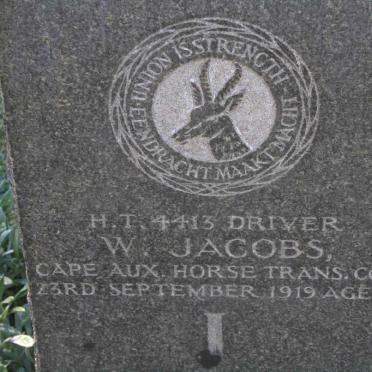 UNION IS STRENGTH
EENDRACHT MAAKT MACHT
H.T. 4413 DRIVER
W. JACOBS,
CAPE AUX. HORSE TRANS. CO
23RD SEPTEMBER 1919 AGE